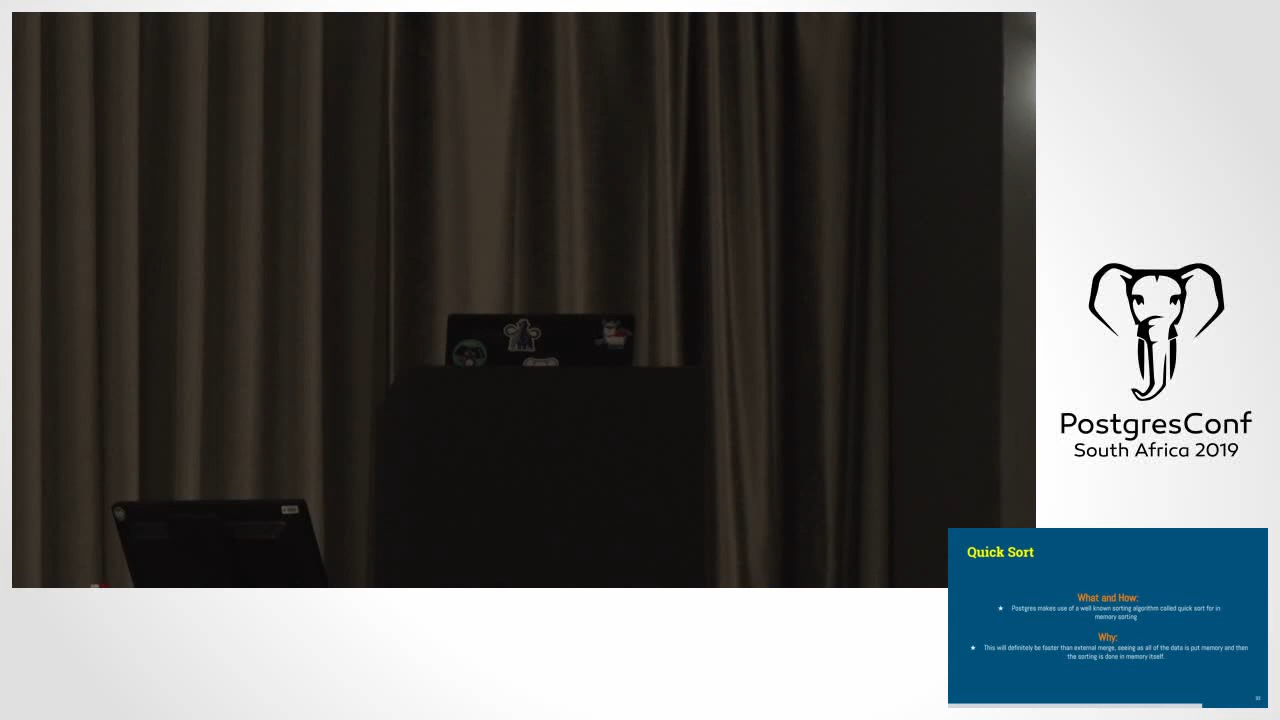 PostgresConf
South Africa 2019
Quick Sort
What and How:
★ Postgres makes use of a well known sorting algorithm called quick sort for in
memory sorting
Why:
★ This will definitely be faster than external merge, seeing as all of the data is put memory and then
the sorting is done in memory itself.